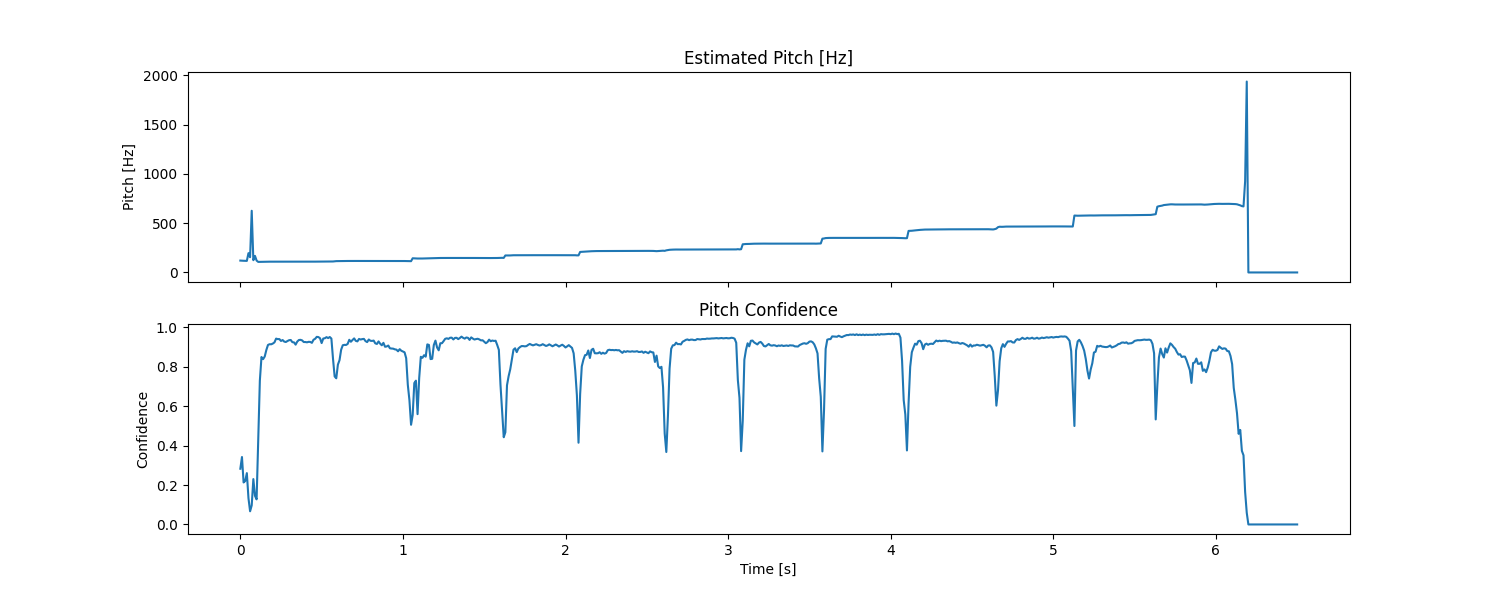 Estimated Pitch [Hz]
2000
1500
1000
500
0
Pitch [Hz]
Pitch Confidence
1.0
0.8
0.6
0.4
0.2
0.0
Confidence
0 1 2 3 4 5 6
Time [s]